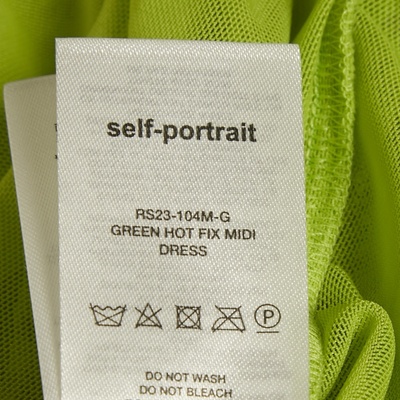 self-portrait
RS23-104M-G
GREEN HOT FIX MIDI
DRESS
P
DO NOT WASH
DO NOT BLEACH